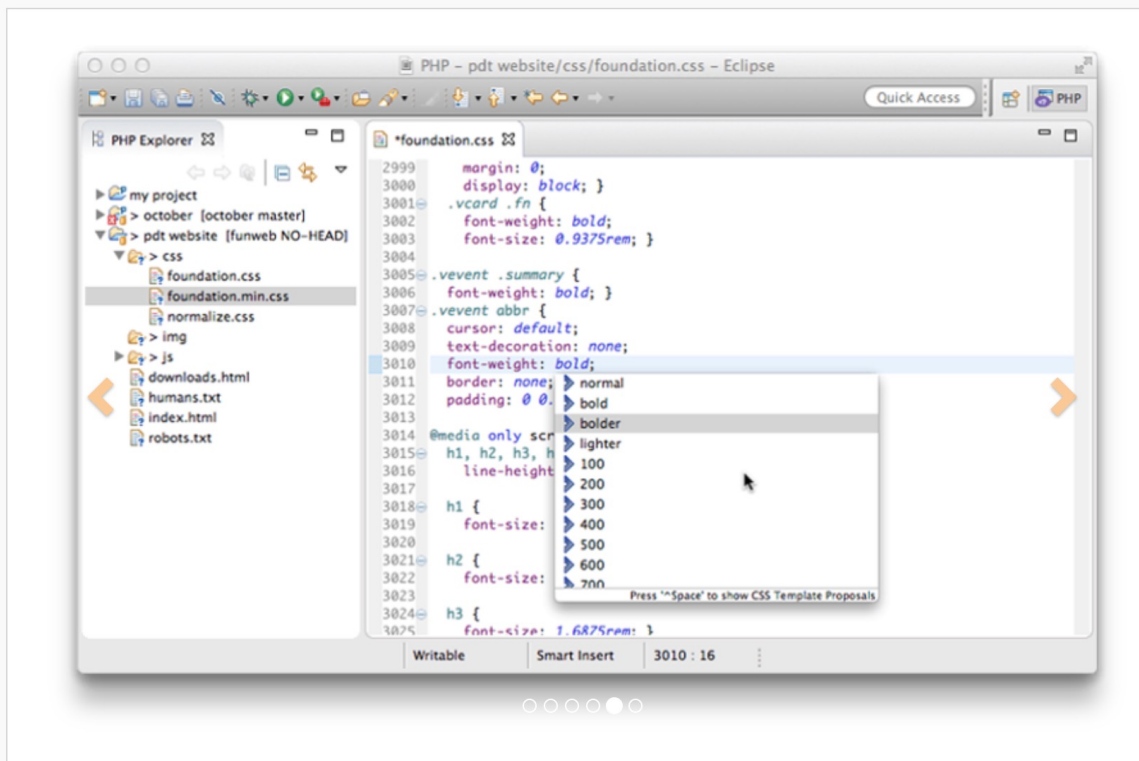 PHP – pdt website/css/foundation.css – Eclipse
Quick Access
PHP
PHP Explorer
my project
> october [october master]
> pdt website [funweb NO-HEAD]
> css
foundation.css
foundation.min.css
normalize.css
> img
> js
downloads.html
humans.txt
index.html
robots.txt
*foundation.css
2999 margin: 0;
3000 display: block; }
3001 .vcard .fn {
3002 font-weight: bold;
3003 font-size: 0.9375rem; }
3004
3005 .vevent .summary {
3006 font-weight: bold; }
3007 .vevent abbr {
3008 cursor: default;
3009 text-decoration: none;
3010 font-weight: bold;
3011 border: none;
3012 padding: 0 0.
3013
3014 @media only scr
3015 h1, h2, h3, h
3016 line-height
3017
3018 h1 {
3019 font-size:
3020
3021 h2 {
3022 font-size:
3023
3024 h3 {
3025 font-size: 1.6875rem; }
normal
bold
bolder
lighter
100
200
300
400
500
600
700
Press '^Space' to show CSS Template Proposals
Writable
Smart Insert
3010 : 16